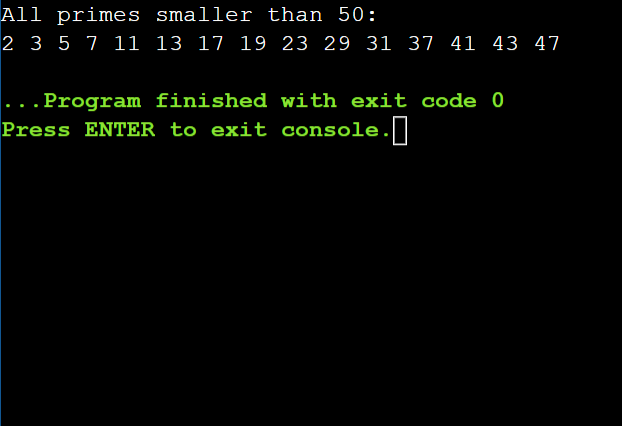 All primes smaller than 50:
2 3 5 7 11 13 17 19 23 29 31 37 41 43 47
...Program finished with exit code 0
Press ENTER to exit console.